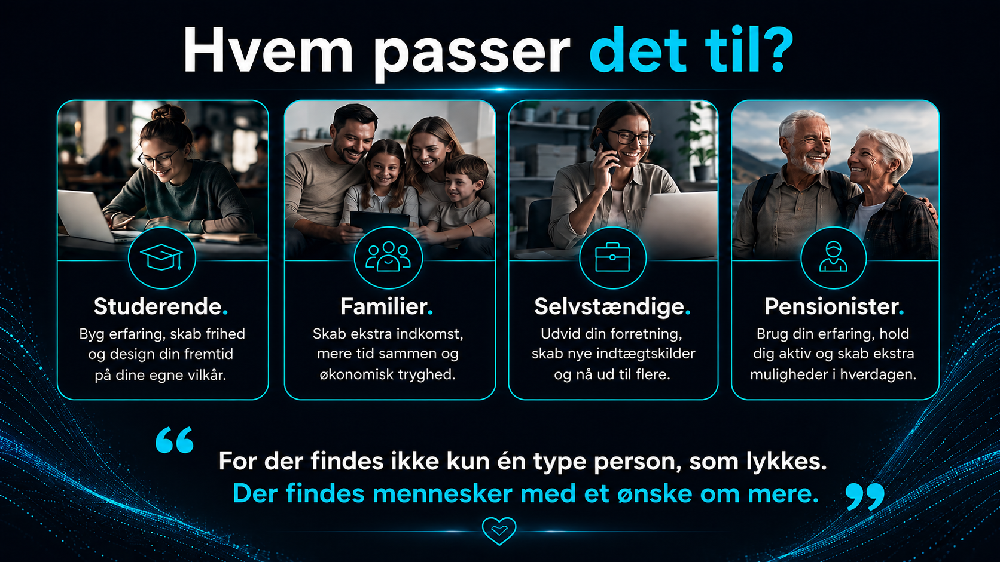 Hvem passer det til?
Studerende.
Byg erfaring, skab frihed
og design din fremtid
på dine egne vilkår.
Familier.
Skab ekstra indkomst,
mere tid sammen og
økonomisk tryghed.
Selvstændige.
Udvid din forretning,
skab nye indtægtskilder
og nå ud til flere.
Pensionister.
Brug din erfaring, hold
dig aktiv og skab ekstra
muligheder i hverdagen.
“ For der findes ikke kun én type person, som lykkes.
Der findes mennesker med et ønske om mere. ”